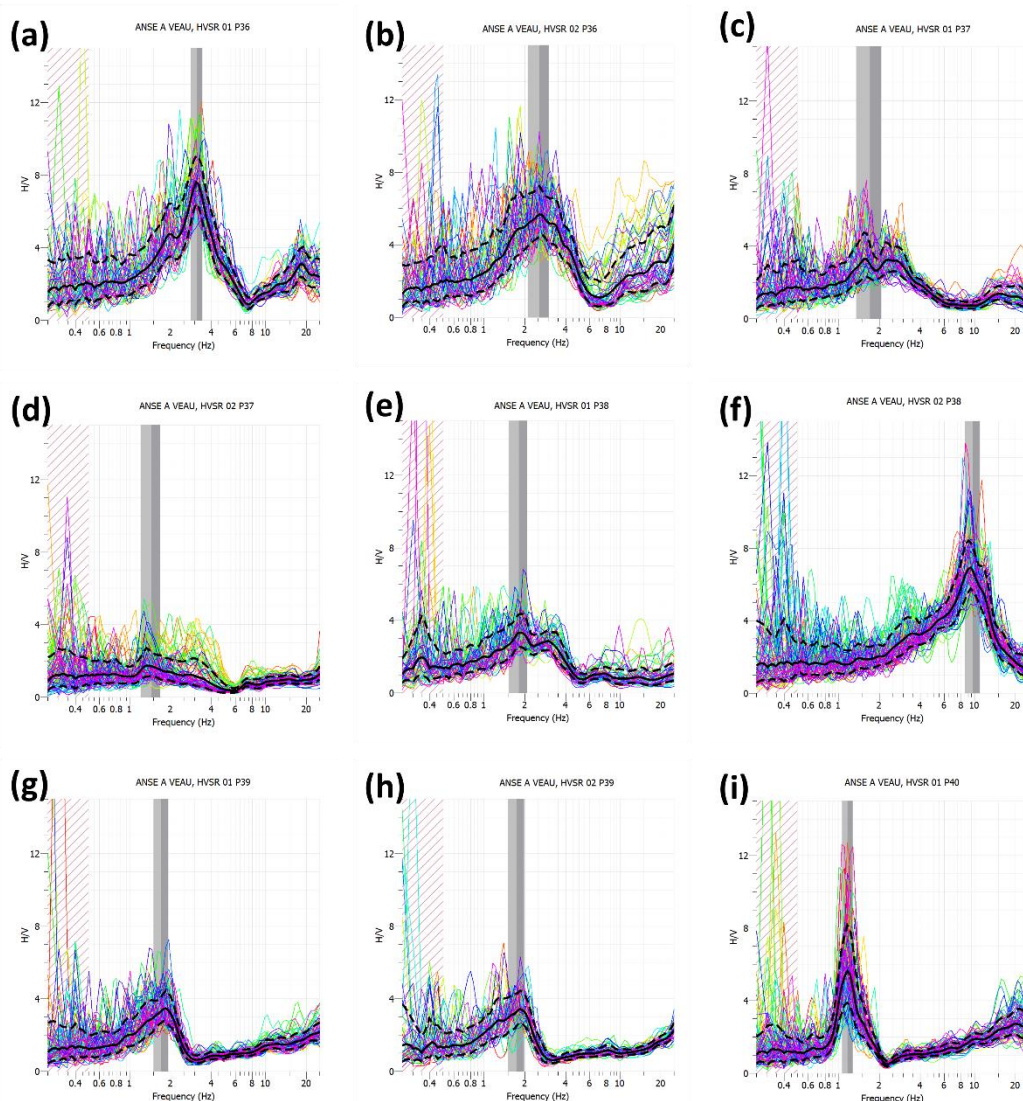 (a)
ANSE A VEAU, HVSR 01 P36
12
8
H/V
4
0
0.4 0.6 0.8 1 2 4 6 8 10 20
Frequency (Hz)
(b)
ANSE A VEAU, HVSR 02 P36
12
8
H/V
4
0
0.4 0.6 0.8 1 2 4 6 8 10 20
Frequency (Hz)
(c)
ANSE A VEAU, HVSR 01 P37
12
8
H/V
4
0
0.4 0.6 0.8 1 2 4 6 8 10 20
Frequency (Hz)
(d)
ANSE A VEAU, HVSR 02 P37
12
8
H/V
4
0
0.4 0.6 0.8 1 2 4 6 8 10 20
Frequency (Hz)
(e)
ANSE A VEAU, HVSR 01 P38
12
8
H/V
4
0
0.4 0.6 0.8 1 2 4 6 8 10 20
Frequency (Hz)
(f)
ANSE A VEAU, HVSR 02 P38
12
8
H/V
4
0
0.4 0.6 0.8 1 2 4 6 8 10 20
Frequency (Hz)
(g)
ANSE A VEAU, HVSR 01 P39
12
8
H/V
4
0
0.4 0.6 0.8 1 2 4 6 8 10 20
Frequency (Hz)
(h)
ANSE A VEAU, HVSR 02 P39
12
8
H/V
4
0
0.4 0.6 0.8 1 2 4 6 8 10 20
Frequency (Hz)
(i)
ANSE A VEAU, HVSR 01 P40
12
8
H/V
4
0
0.4 0.6 0.8 1 2 4 6 8 10 20
Frequency (Hz)